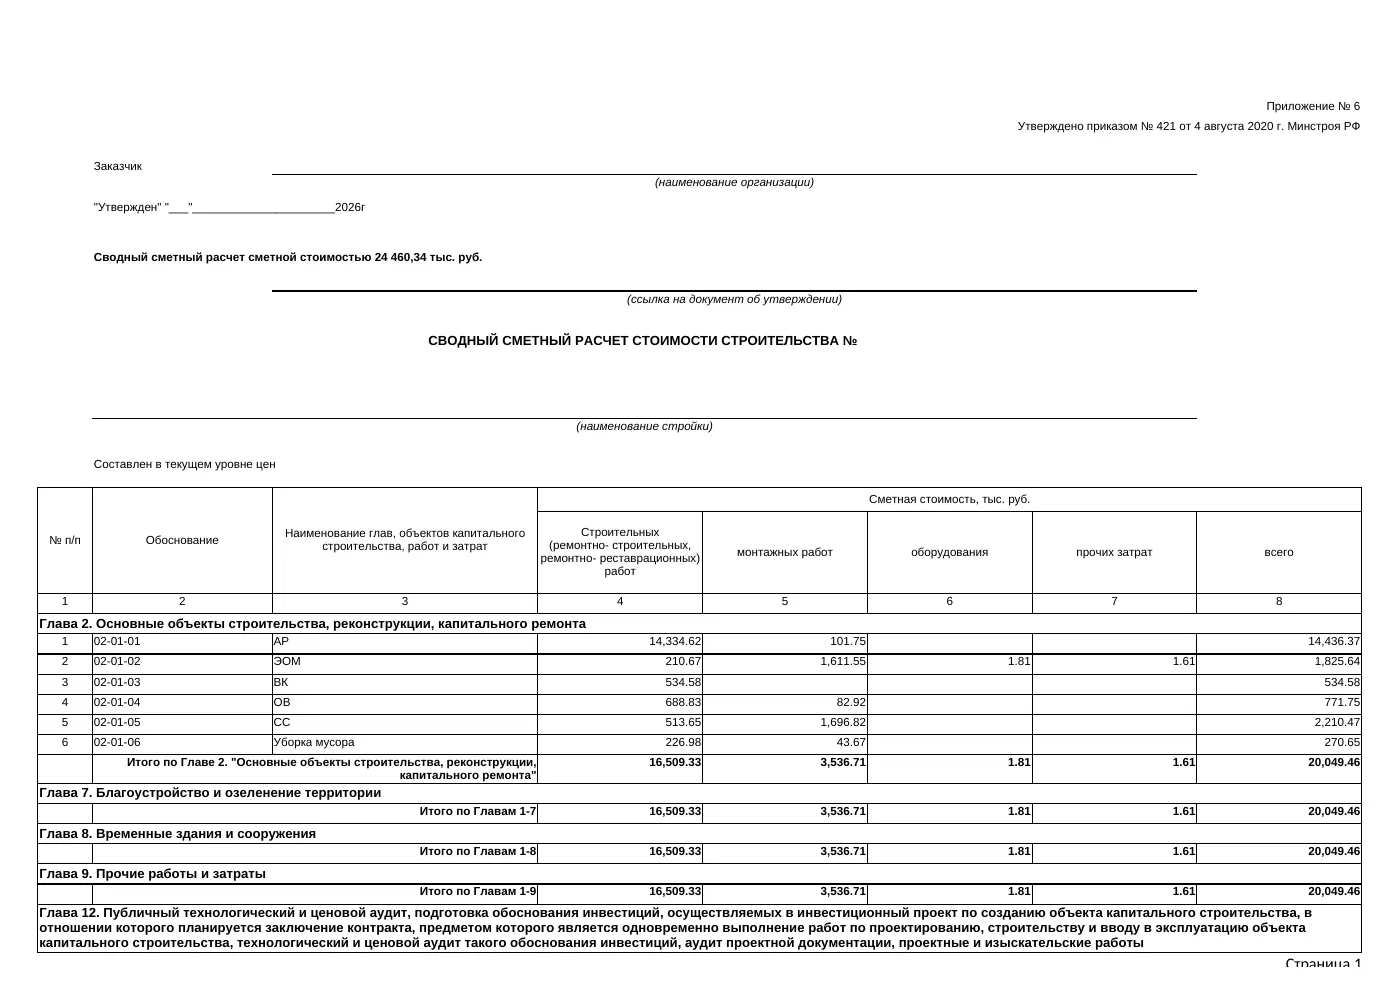 Приложение № 6
Утверждено приказом № 421 от 4 августа 2020 г. Минстроя РФ
Заказчик
(наименование организации)
"Утвержден" "___"_______________________2026г
Сводный сметный расчет сметной стоимостью 24 460,34 тыс. руб.
(ссылка на документ об утверждении)
СВОДНЫЙ СМЕТНЫЙ РАСЧЕТ СТОИМОСТИ СТРОИТЕЛЬСТВА №
(наименование стройки)
Составлен в текущем уровне цен
№ п/п
Обоснование
Наименование глав, объектов капитального
строительства, работ и затрат
Сметная стоимость, тыс. руб.
Строительных
(ремонтно- строительных,
ремонтно- реставрационных)
работ
монтажных работ
оборудования
прочих затрат
всего
1 2 3 4 5 6 7 8
Глава 2. Основные объекты строительства, реконструкции, капитального ремонта
1 02-01-01 АР 14,334.62 101.75 14,436.37
2 02-01-02 ЭОМ 210.67 1,611.55 1.81 1.61 1,825.64
3 02-01-03 ВК 534.58 534.58
4 02-01-04 ОВ 688.83 82.92 771.75
5 02-01-05 СС 513.65 1,696.82 2,210.47
6 02-01-06 Уборка мусора 226.98 43.67 270.65
Итого по Главе 2. "Основные объекты строительства, реконструкции,
капитального ремонта" 16,509.33 3,536.71 1.81 1.61 20,049.46
Глава 7. Благоустройство и озеленение территории
Итого по Главам 1-7 16,509.33 3,536.71 1.81 1.61 20,049.46
Глава 8. Временные здания и сооружения
Итого по Главам 1-8 16,509.33 3,536.71 1.81 1.61 20,049.46
Глава 9. Прочие работы и затраты
Итого по Главам 1-9 16,509.33 3,536.71 1.81 1.61 20,049.46
Глава 12. Публичный технологический и ценовой аудит, подготовка обоснования инвестиций, осуществляемых в инвестиционный проект по созданию объекта капитального строительства, в
отношении которого планируется заключение контракта, предметом которого является одновременно выполнение работ по проектированию, строительству и вводу в эксплуатацию объекта
капитального строительства, технологический и ценовой аудит такого обоснования инвестиций, аудит проектной документации, проектные и изыскательские работы
Страница 1